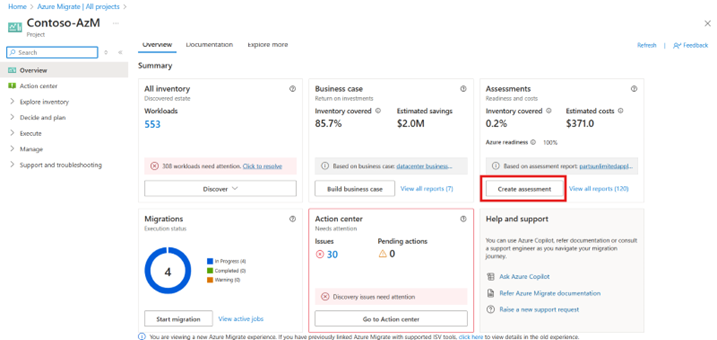 Home > Azure Migrate | All projects >
Contoso-AzM ...
Project
Search
Overview
Action center
Explore inventory
Decide and plan
Execute
Manage
Support and troubleshooting
Overview Documentation Explore more
Refresh | Feedback
Summary
All inventory
Discovered estate
Workloads
553
308 workloads need attention. Click to resolve
Discover
Business case
Return on investments
Inventory covered Estimated savings
85.7% $2.0M
Based on business case: datacenter business...
Build business case View all reports (7)
Assessments
Readiness and costs
Inventory covered Estimated costs
0.2% $371.0
Azure readiness 100%
Based on assessment report: partsunlimitedappl...
Create assessment View all reports (120)
Migrations
Execution status
4
In Progress (4)
Completed (0)
Warning (0)
Start migration View active jobs
Action center
Needs attention
Issues Pending actions
30 0
Discovery issues need attention
Go to Action center
Help and support
You can use Azure Copilot, refer documentation or consult
a support engineer as you navigate your migration
journey.
Ask Azure Copilot
Refer Azure Migrate documentation
Raise a new support request
You are viewing a new Azure Migrate experience. If you have previously linked Azure Migrate with supported ISV tools, click here to view details in the old experience.